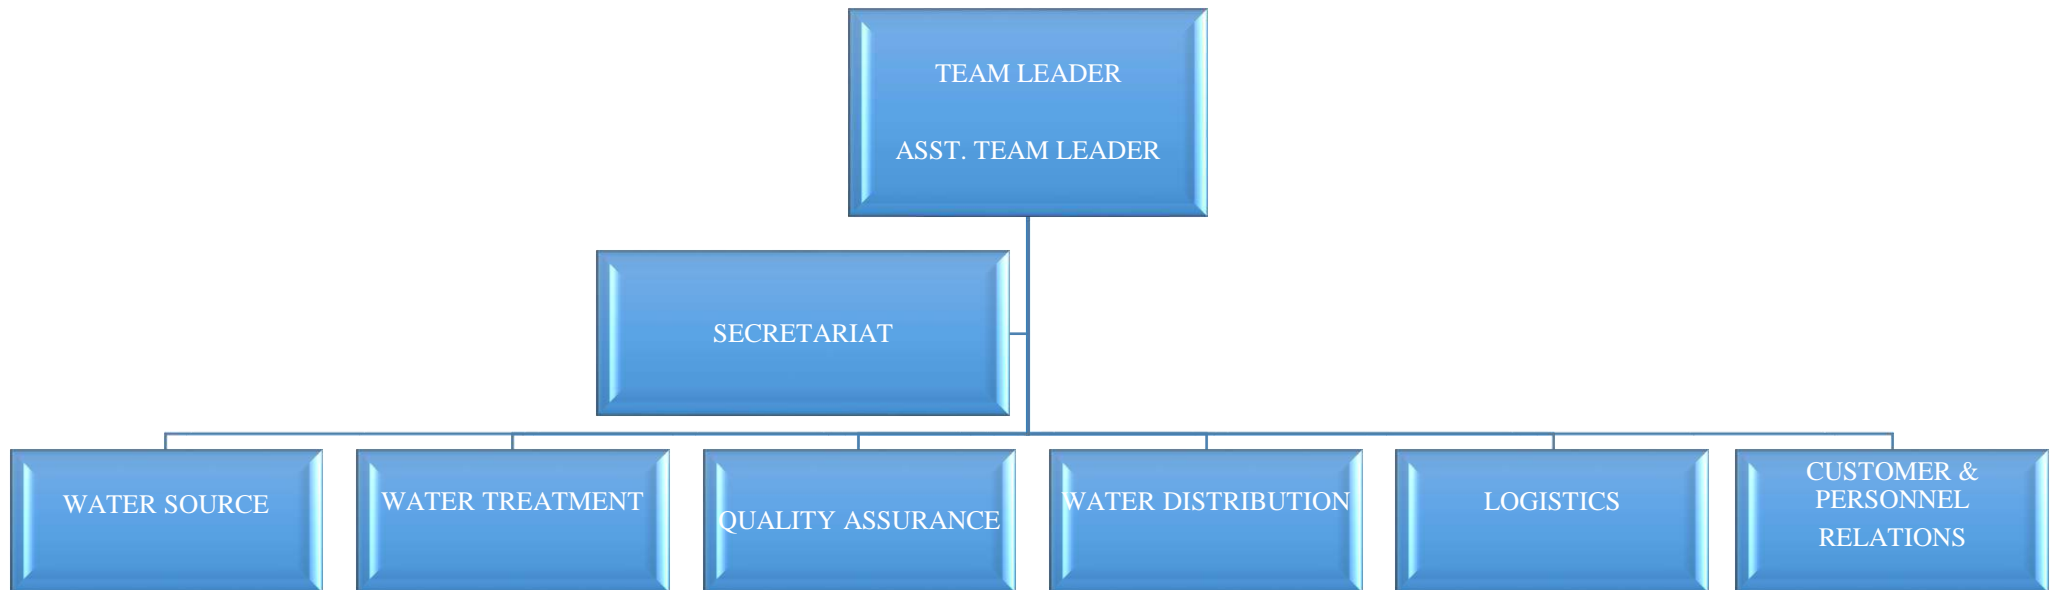 TEAM LEADER
ASST. TEAM LEADER
SECRETARIAT
WATER SOURCE
WATER TREATMENT
QUALITY ASSURANCE
WATER DISTRIBUTION
LOGISTICS
CUSTOMER &
PERSONNEL
RELATIONS